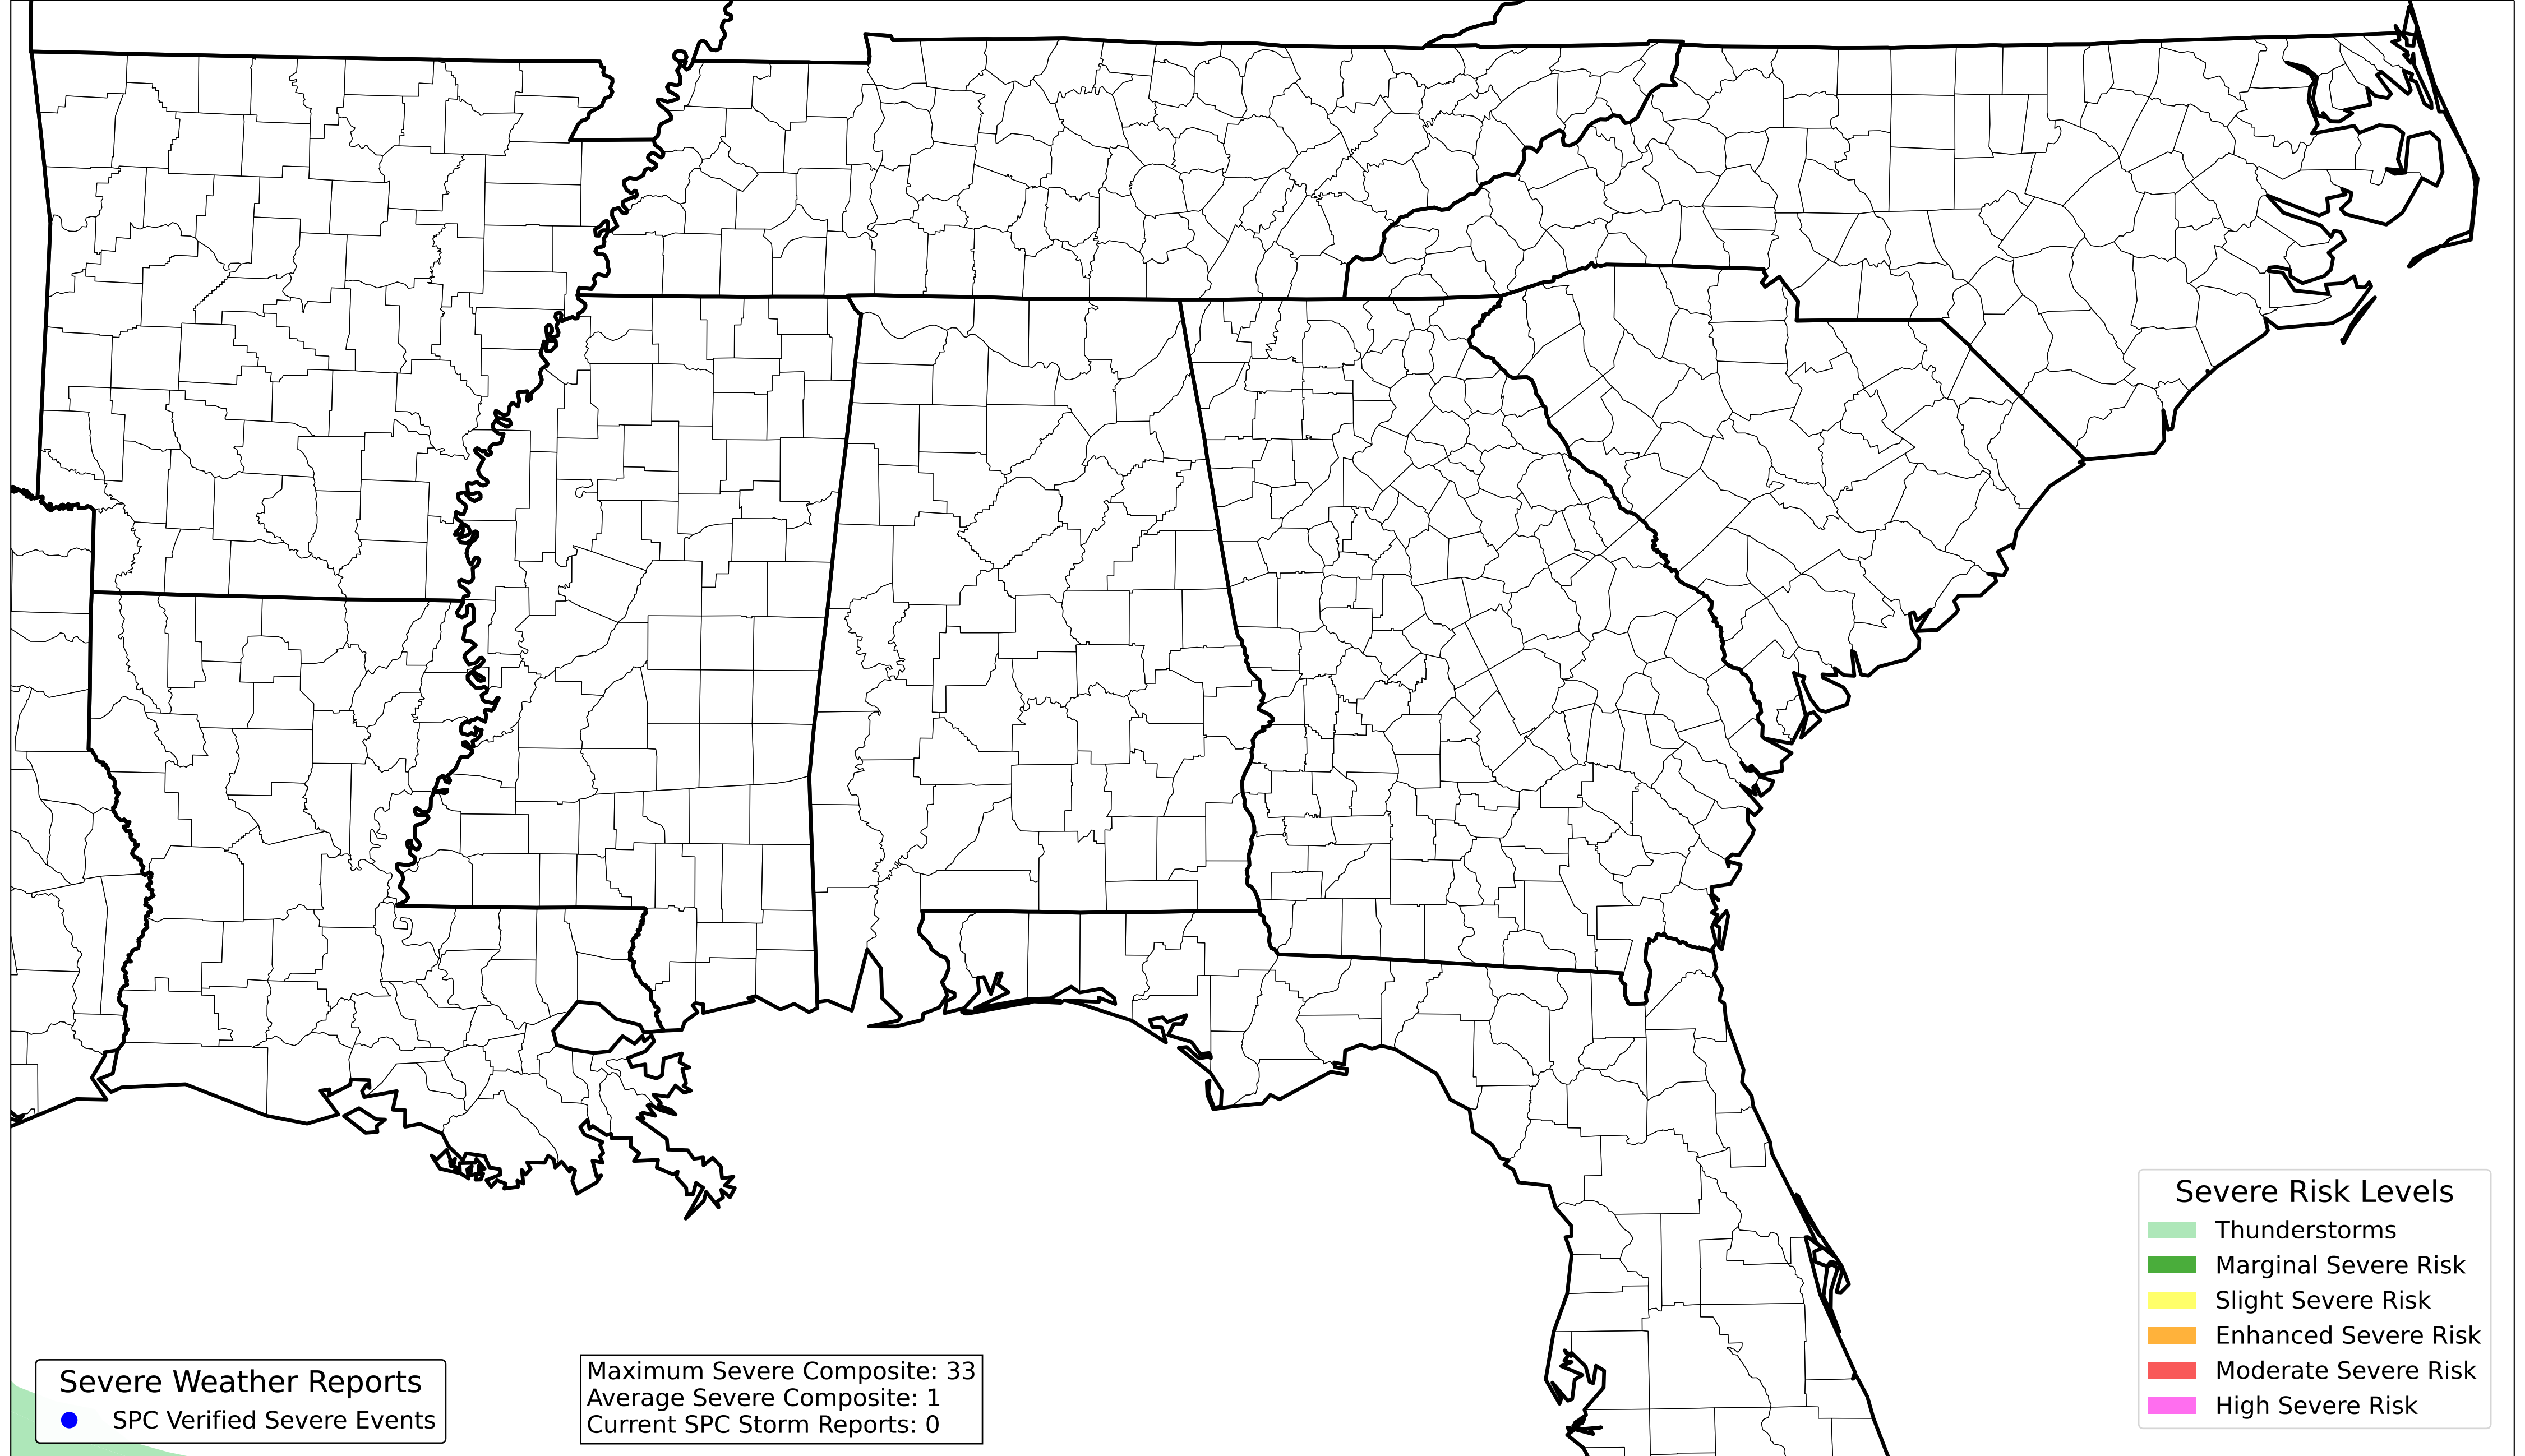 Severe Weather Reports
SPC Verified Severe Events
Maximum Severe Composite: 33
Average Severe Composite: 1
Current SPC Storm Reports: 0
Severe Risk Levels
Thunderstorms
Marginal Severe Risk
Slight Severe Risk
Enhanced Severe Risk
Moderate Severe Risk
High Severe Risk